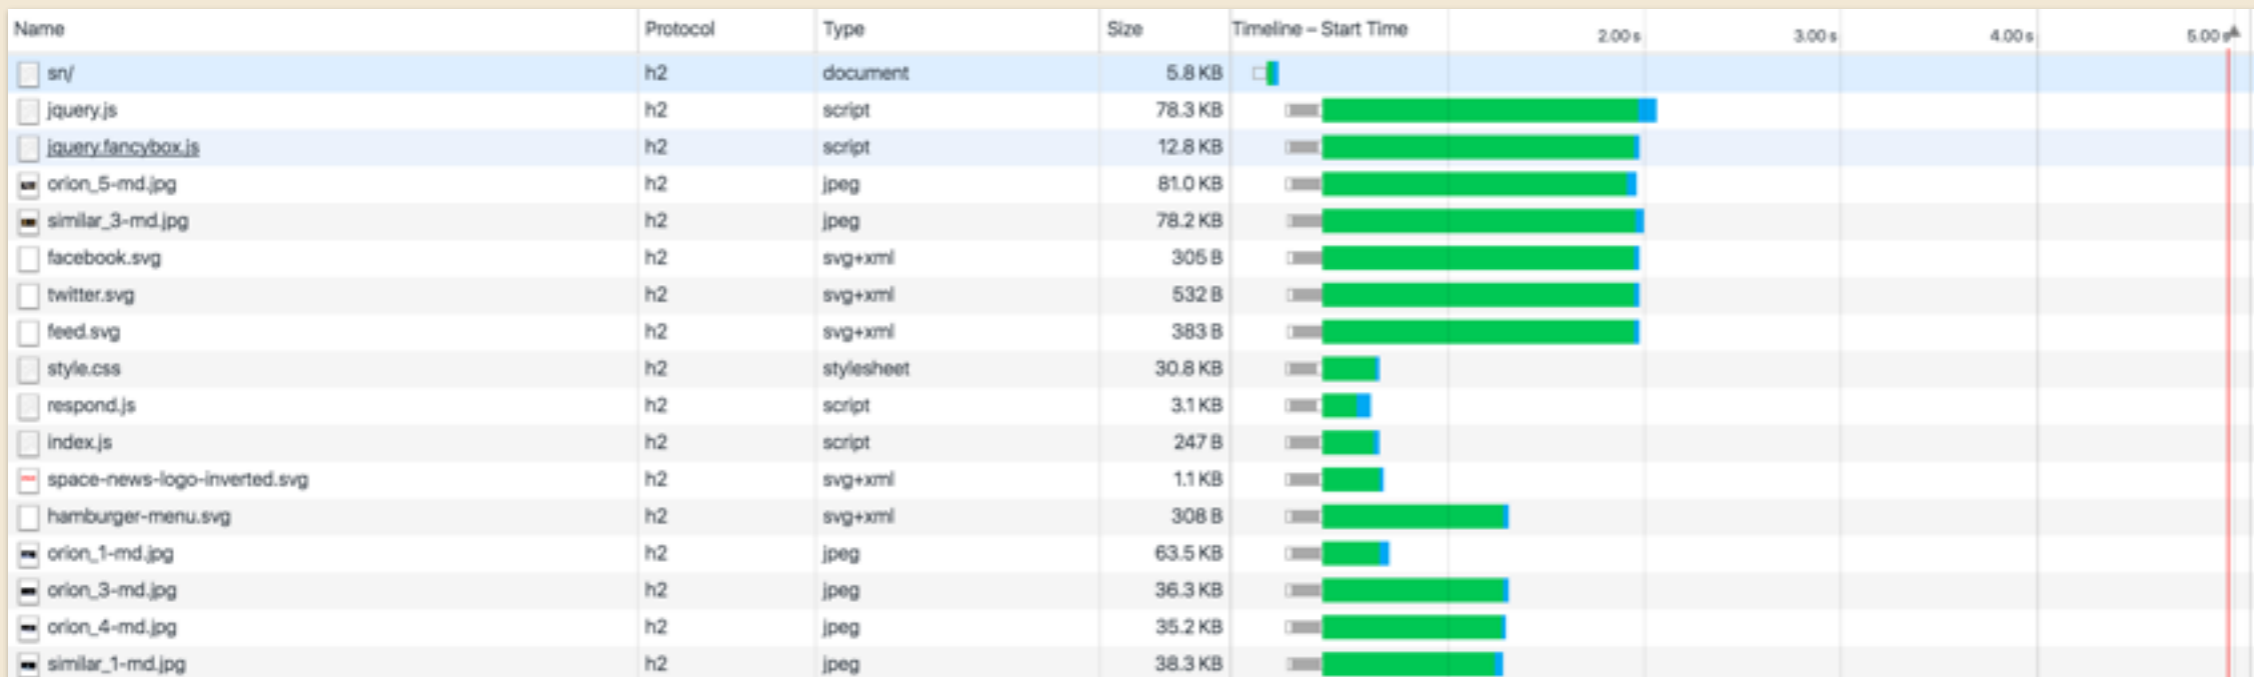 Name Protocol Type Size Timeline – Start Time 2.00 s 3.00 s 4.00 s 5.00 s
sn/ h2 document 5.8 KB
jquery.js h2 script 78.3 KB
jquery.fancybox.js h2 script 12.8 KB
orion_5-md.jpg h2 jpeg 81.0 KB
similar_3-md.jpg h2 jpeg 78.2 KB
facebook.svg h2 svg+xml 305 B
twitter.svg h2 svg+xml 532 B
feed.svg h2 svg+xml 383 B
style.css h2 stylesheet 30.8 KB
respond.js h2 script 3.1 KB
index.js h2 script 247 B
space-news-logo-inverted.svg h2 svg+xml 1.1 KB
hamburger-menu.svg h2 svg+xml 308 B
orion_1-md.jpg h2 jpeg 63.5 KB
orion_3-md.jpg h2 jpeg 36.3 KB
orion_4-md.jpg h2 jpeg 35.2 KB
similar_1-md.jpg h2 jpeg 38.3 KB